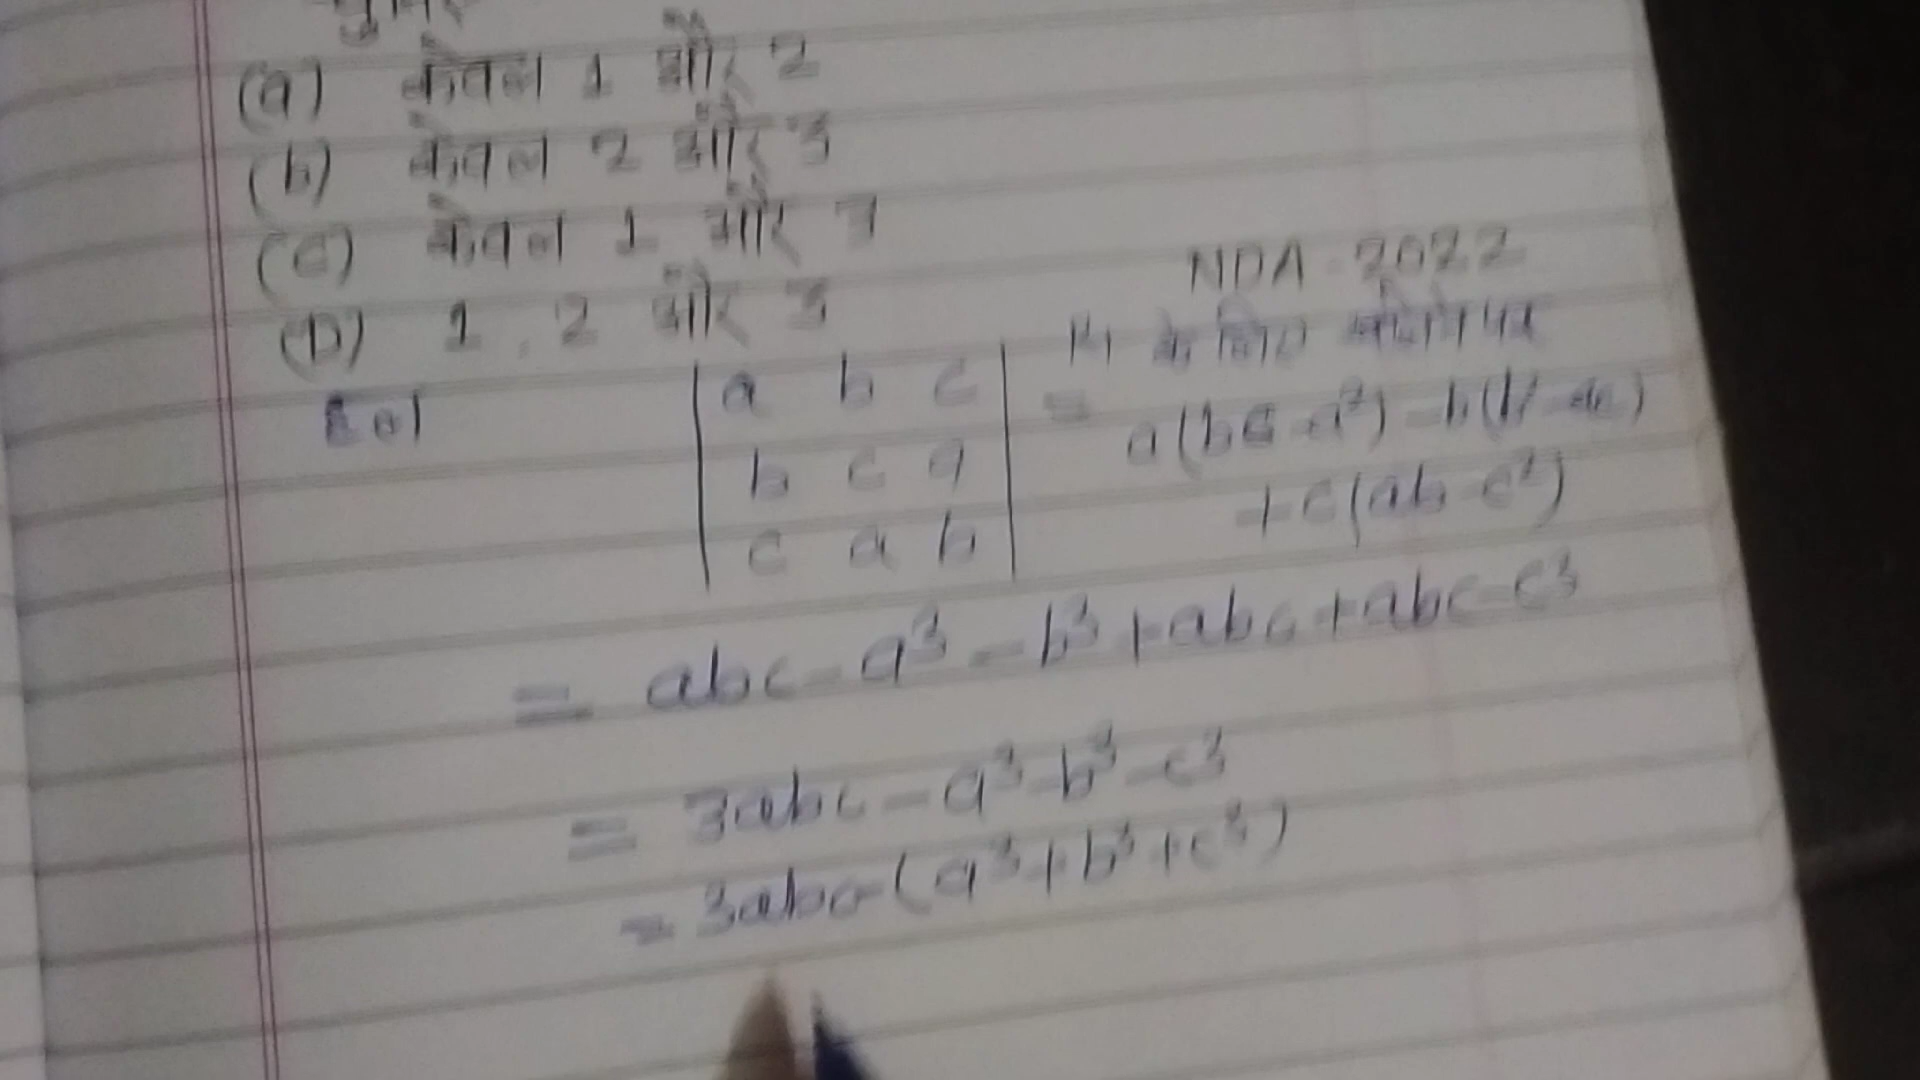 (a) केवल 1 और 2
(b) केवल 2 और 3
(c) केवल 1 और 3
(D) 1, 2 और 3
NDA 2022
R1 के लिए
Sol
| a b c |
| b c a |
| c a b |
= a(bc-a²) -b(b²-ac)
+c(ab-c²)
= abc-a³-b³+abc+abc-c³
= 3abc-a³-b³-c³
= 3abc-(a³+b³+c³)